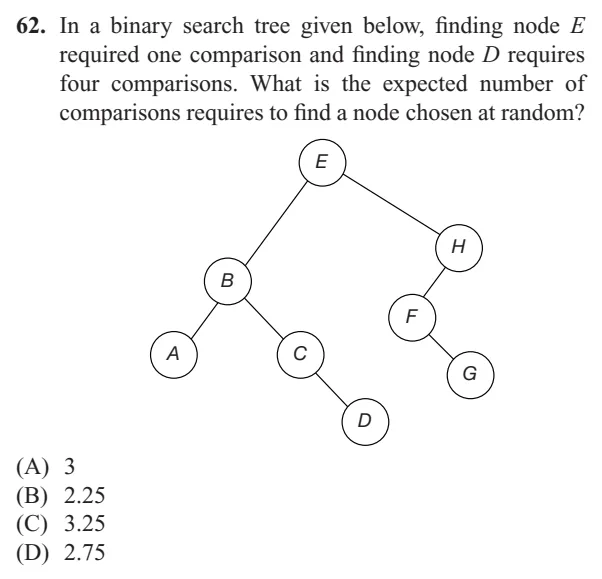 62. In a binary search tree given below, finding node E
required one comparison and finding node D requires
four comparisons. What is the expected number of
comparisons requires to find a node chosen at random?
E
H
B
F
A
C
G
D
(A) 3
(B) 2.25
(C) 3.25
(D) 2.75